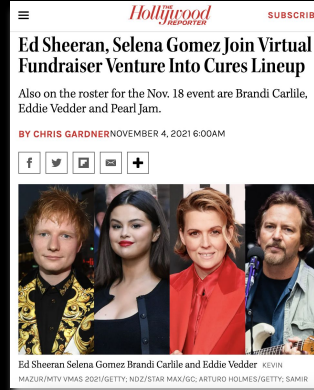 The
Hollywood
REPORTER
SUBSCRIB
Ed Sheeran, Selena Gomez Join Virtual
Fundraiser Venture Into Cures Lineup
Also on the roster for the Nov. 18 event are Brandi Carlile,
Eddie Vedder and Pearl Jam.
BY CHRIS GARDNER NOVEMBER 4, 2021 6:00AM
Ed Sheeran Selena Gomez Brandi Carlile and Eddie Vedder KEVIN
MAZUR/MTV VMAS 2021/GETTY; NDZ/STAR MAX/GC; ARTURO HOLMES/GETTY; SAMIR